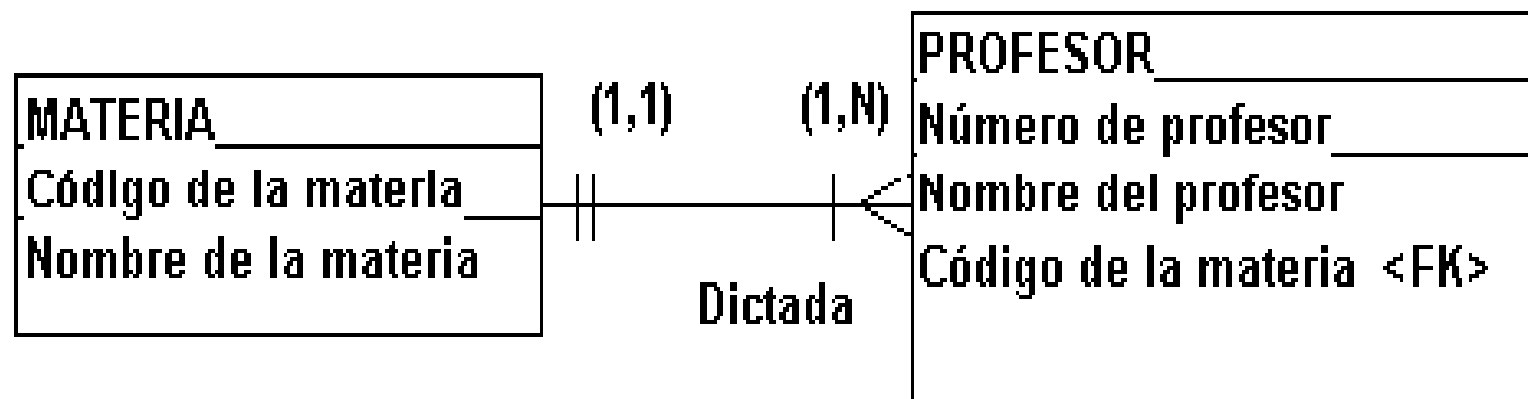 MATERIA
Código de la materia
Nombre de la materia
(1,1)
(1,N)
Dictada
PROFESOR
Número de profesor
Nombre del profesor
Código de la materia <FK>